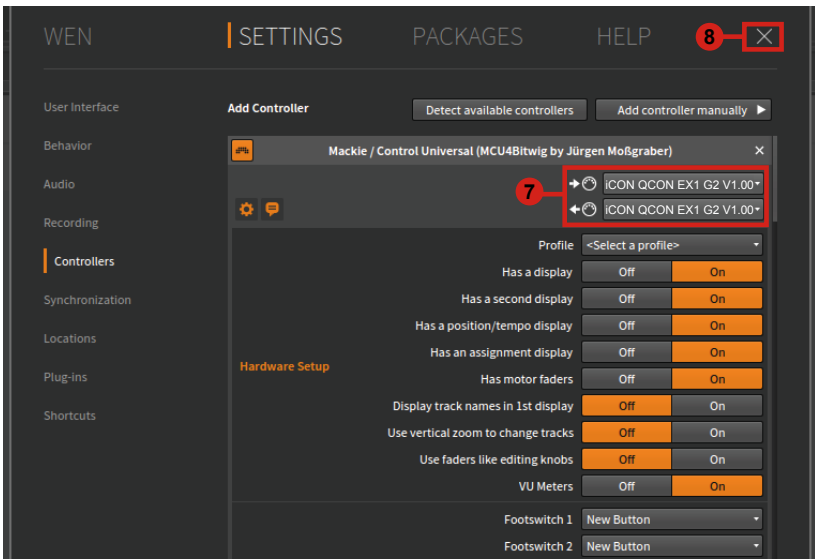 WEN SETTINGS PACKAGES HELP 8
User Interface
Behavior
Audio
Recording
Controllers
Synchronization
Locations
Plug-ins
Shortcuts
Add Controller Detect available controllers Add controller manually
Mackie / Control Universal (MCU4Bitwig by Jürgen Moßgraber)
7 iCON QCON EX1 G2 V1.00
iCON QCON EX1 G2 V1.00
Profile <Select a profile>
Hardware Setup
Has a display Off On
Has a second display Off On
Has a position/tempo display Off On
Has an assignment display Off On
Has motor faders Off On
Display track names in 1st display Off On
Use vertical zoom to change tracks Off On
Use faders like editing knobs Off On
VU Meters Off On
Footswitch 1 New Button
Footswitch 2 New Button